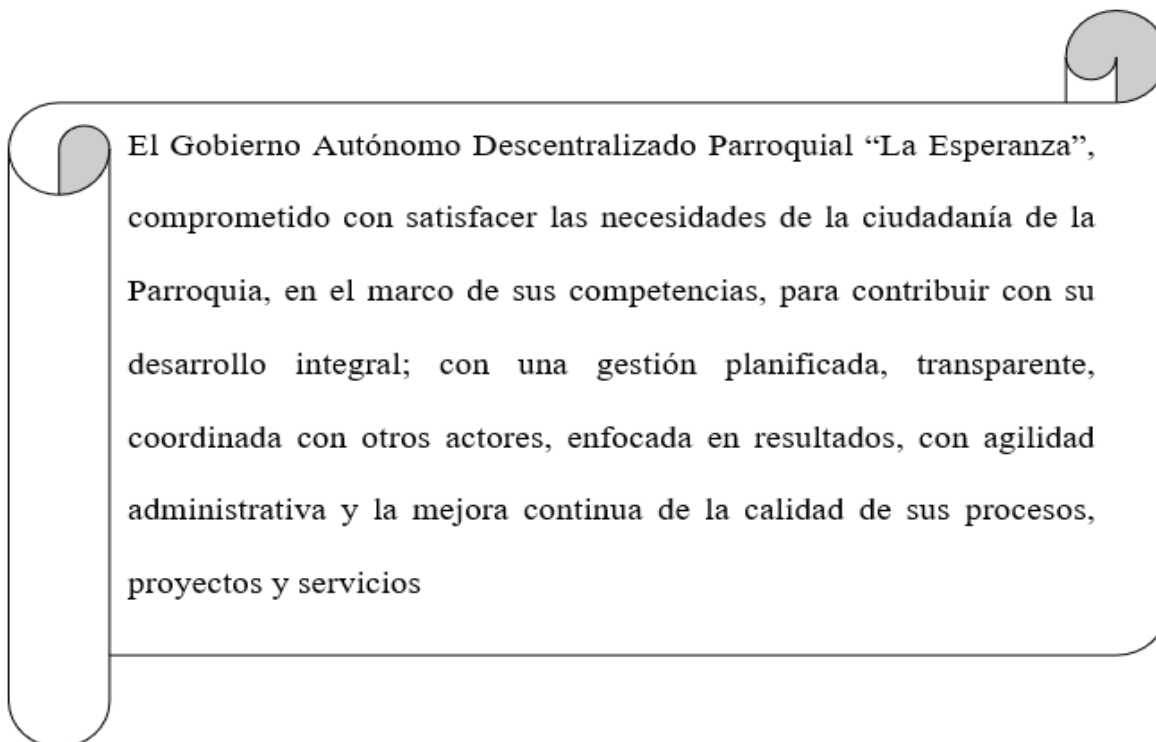 El Gobierno Autónomo Descentralizado Parroquial “La Esperanza”,
comprometido con satisfacer las necesidades de la ciudadanía de la
Parroquia, en el marco de sus competencias, para contribuir con su
desarrollo integral; con una gestión planificada, transparente,
coordinada con otros actores, enfocada en resultados, con agilidad
administrativa y la mejora continua de la calidad de sus procesos,
proyectos y servicios